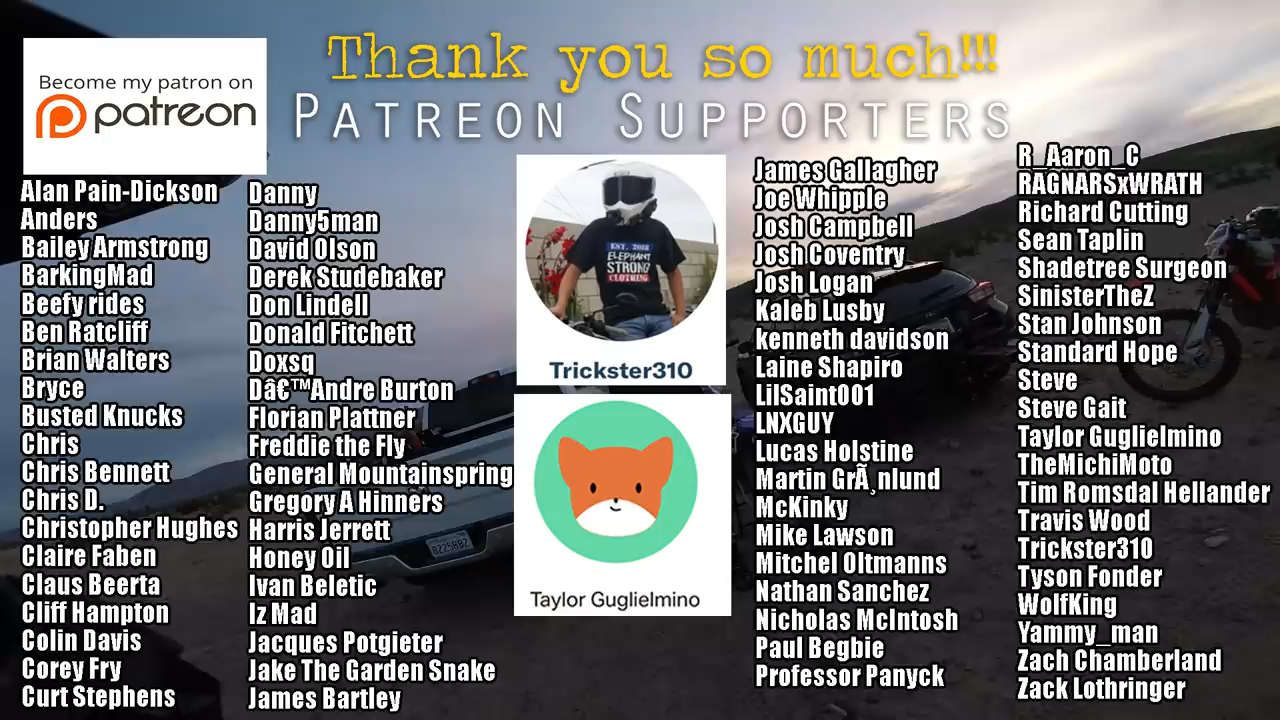 Become my patron on
patreon
Thank you so much!!!
Patreon Supporters
Alan Pain-Dickson
Anders
Bailey Armstrong
BarkingMad
Beefy rides
Ben Ratcliff
Brian Walters
Bryce
Busted Knucks
Chris
Chris Bennett
Chris D.
Christopher Hughes
Claire Faben
Claus Beerta
Cliff Hampton
Colin Davis
Corey Fry
Curt Stephens
Danny
Danny5man
David Olson
Derek Studebaker
Don Lindell
Donald Fitchett
Doxsq
Dâ€™Andre Burton
Florian Plattner
Freddie the Fly
General Mountainspring
Gregory A Hinners
Harris Jerrett
Honey Oil
Ivan Beletic
Iz Mad
Jacques Potgieter
Jake The Garden Snake
James Bartley
EST. 2018
ELEPHANT
STRONG
CLOTHING
Trickster310
Taylor Guglielmino
James Gallagher
Joe Whipple
Josh Campbell
Josh Coventry
Josh Logan
Kaleb Lusby
kenneth davidson
Laine Shapiro
LilSaint001
LNXGUY
Lucas Holstine
Martin GrÃ¸nlund
McKinky
Mike Lawson
Mitchel Oltmanns
Nathan Sanchez
Nicholas McIntosh
Paul Begbie
Professor Panyck
R_Aaron_C
RAGNARSxWRATH
Richard Cutting
Sean Taplin
Shadetree Surgeon
SinisterTheZ
Stan Johnson
Standard Hope
Steve
Steve Gait
Taylor Guglielmino
TheMichiMoto
Tim Romsdal Hellander
Travis Wood
Trickster310
Tyson Fonder
WolfKing
Yammy_man
Zach Chamberland
Zack Lothringer